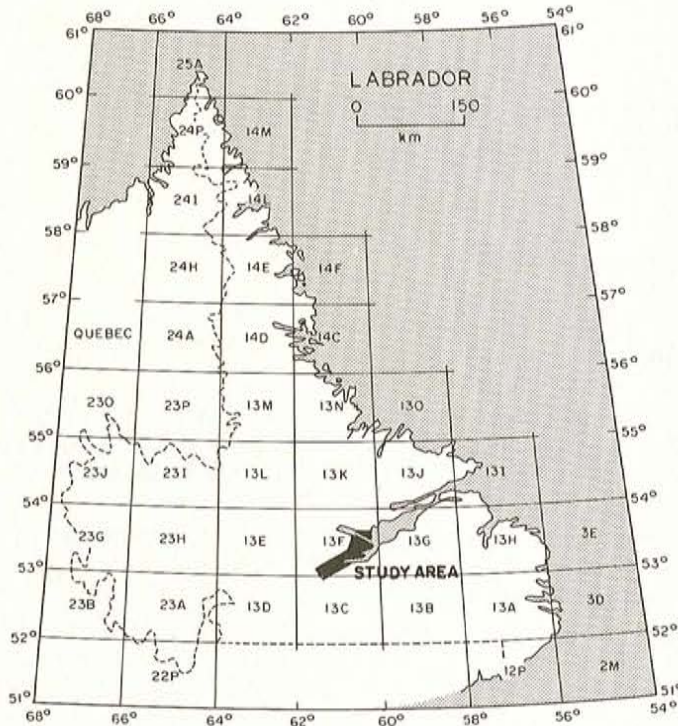 68° 66° 64° 62° 60° 58° 56° 54°
61° 61°
25A
LABRADOR
60° 60°
0 150
km
24P 14M
59° 59°
24I 14L
58° 58°
24H 14E 14F
57° 57°
QUEBEC 24A 14D 14C
56° 56°
23O 23P 13M 13N 13O
55° 55°
23J 23I 13L 13K 13J 13I
54° 54°
23G 23H 13E 13F 13G 13H 3E
53° 53°
STUDY AREA
23B 23A 13D 13C 13B 13A 3D
52° 52°
22P 12P 2M
51° 51°
68° 66° 64° 62° 60° 58° 56° 54°